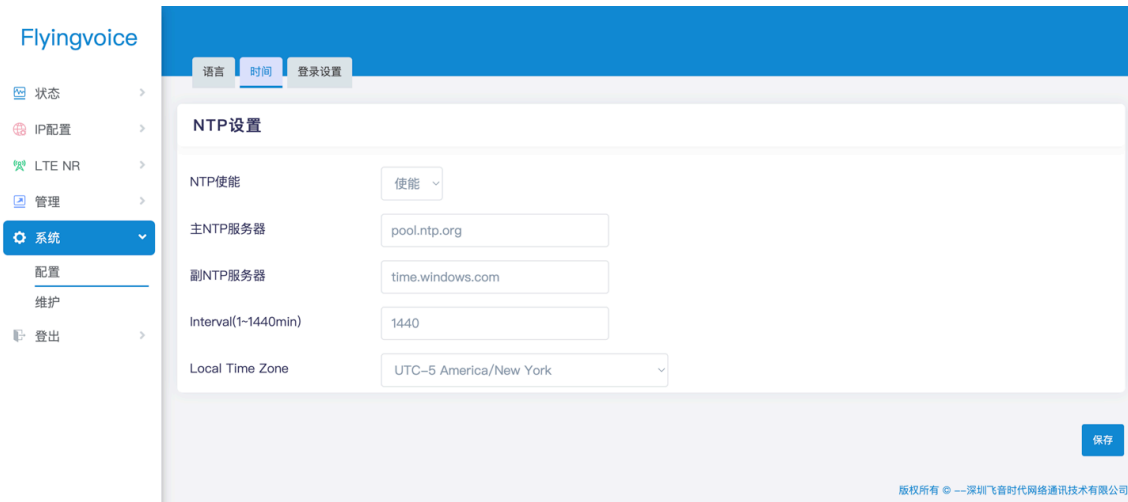 Flyingvoice
语言
时间
登录设置
状态
IP配置
LTE NR
管理
系统
配置
维护
登出
NTP设置
NTP使能
使能
主NTP服务器
pool.ntp.org
副NTP服务器
time.windows.com
Interval(1~1440min)
1440
Local Time Zone
UTC-5 America/New York
保存
版权所有 © --深圳飞音时代网络通讯技术有限公司